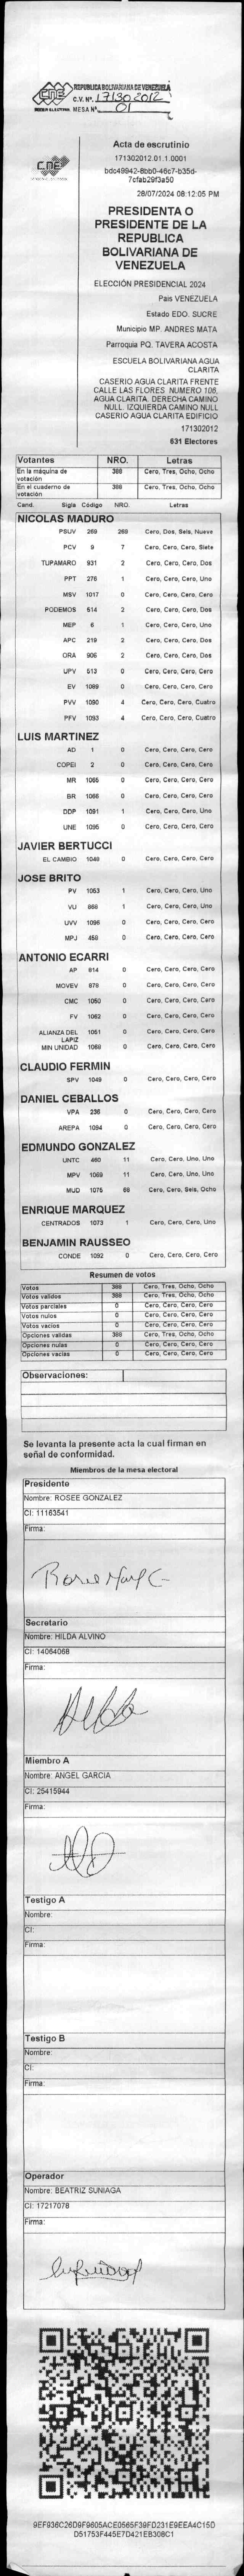 CNE
PODER ELECTORAL
REPUBLICA BOLIVARIANA DE VENEZUELA
C.V. Nº. 171302012
MESA Nº. 01
CNE
Acta de escrutinio
171302012.01.1.0001
bdc49942-8bb0-46c7-b35d-
7cfab29f3a50
28/07/2024 08:12:05 PM
PRESIDENTA O
PRESIDENTE DE LA
REPUBLICA
BOLIVARIANA DE
VENEZUELA
ELECCIÓN PRESIDENCIAL 2024
Pais VENEZUELA
Estado EDO. SUCRE
Municipio MP. ANDRES MATA
Parroquia PQ. TAVERA ACOSTA
ESCUELA BOLIVARIANA AGUA
CLARITA
CASERIO AGUA CLARITA FRENTE
CALLE LAS FLORES NUMERO 106,
AGUA CLARITA. DERECHA CAMINO
NULL. IZQUIERDA CAMINO NULL
CASERIO AGUA CLARITA EDIFICIO
171302012
631 Electores
Votantes NRO. Letras
En la máquina de votación 388 Cero, Tres, Ocho, Ocho
En el cuaderno de votación 388 Cero, Tres, Ocho, Ocho
Cand. Sigla Código NRO. Letras
NICOLAS MADURO
PSUV 269 269 Cero, Dos, Seis, Nueve
PCV 9 7 Cero, Cero, Cero, Siete
TUPAMARO 931 2 Cero, Cero, Cero, Dos
PPT 276 1 Cero, Cero, Cero, Uno
MSV 1017 0 Cero, Cero, Cero, Cero
PODEMOS 514 2 Cero, Cero, Cero, Dos
MEP 6 1 Cero, Cero, Cero, Uno
APC 219 2 Cero, Cero, Cero, Dos
ORA 906 2 Cero, Cero, Cero, Dos
UPV 513 0 Cero, Cero, Cero, Cero
EV 1089 0 Cero, Cero, Cero, Cero
PVV 1090 4 Cero, Cero, Cero, Cuatro
PFV 1093 4 Cero, Cero, Cero, Cuatro
LUIS MARTINEZ
AD 1 0 Cero, Cero, Cero, Cero
COPEI 2 0 Cero, Cero, Cero, Cero
MR 1065 0 Cero, Cero, Cero, Cero
BR 1066 0 Cero, Cero, Cero, Cero
DDP 1091 1 Cero, Cero, Cero, Uno
UNE 1095 0 Cero, Cero, Cero, Cero
JAVIER BERTUCCI
EL CAMBIO 1048 0 Cero, Cero, Cero, Cero
JOSE BRITO
PV 1053 1 Cero, Cero, Cero, Uno
VU 868 1 Cero, Cero, Cero, Uno
UVV 1096 0 Cero, Cero, Cero, Cero
MPJ 458 0 Cero, Cero, Cero, Cero
ANTONIO ECARRI
AP 914 0 Cero, Cero, Cero, Cero
MOVEV 879 0 Cero, Cero, Cero, Cero
CMC 1050 0 Cero, Cero, Cero, Cero
FV 1062 0 Cero, Cero, Cero, Cero
ALIANZA DEL LAPIZ 1051 0 Cero, Cero, Cero, Cero
MIN UNIDAD 1068 0 Cero, Cero, Cero, Cero
CLAUDIO FERMIN
SPV 1049 0 Cero, Cero, Cero, Cero
DANIEL CEBALLOS
VPA 236 0 Cero, Cero, Cero, Cero
AREPA 1094 0 Cero, Cero, Cero, Cero
EDMUNDO GONZALEZ
UNTC 480 11 Cero, Cero, Uno, Uno
MPV 1069 11 Cero, Cero, Uno, Uno
MUD 1075 68 Cero, Cero, Seis, Ocho
ENRIQUE MARQUEZ
CENTRADOS 1073 1 Cero, Cero, Cero, Uno
BENJAMIN RAUSSEO
CONDE 1092 0 Cero, Cero, Cero, Cero
Resumen de votos
Votos 388 Cero, Tres, Ocho, Ocho
Votos validos 388 Cero, Tres, Ocho, Ocho
Votos parciales 0 Cero, Cero, Cero, Cero
Votos nulos 0 Cero, Cero, Cero, Cero
Votos vacios 0 Cero, Cero, Cero, Cero
Opciones validas 388 Cero, Tres, Ocho, Ocho
Opciones nulas 0 Cero, Cero, Cero, Cero
Opciones vacias 0 Cero, Cero, Cero, Cero
Observaciones:
Se levanta la presente acta la cual firman en
señal de conformidad.
Miembros de la mesa electoral
Presidente
Nombre: ROSEE GONZALEZ
CI: 11163541
Firma:
Secretario
Nombre: HILDA ALVINO
CI: 14064068
Firma:
Miembro A
Nombre: ANGEL GARCIA
CI: 25415944
Firma:
Testigo A
Nombre:
CI:
Firma:
Testigo B
Nombre:
CI:
Firma:
Operador
Nombre: BEATRIZ SUNIAGA
CI: 17217078
Firma:
9EF936C26D9F9605ACE0565F39FD231E9EEA4C15D
D51753F445E7D421EB308C1